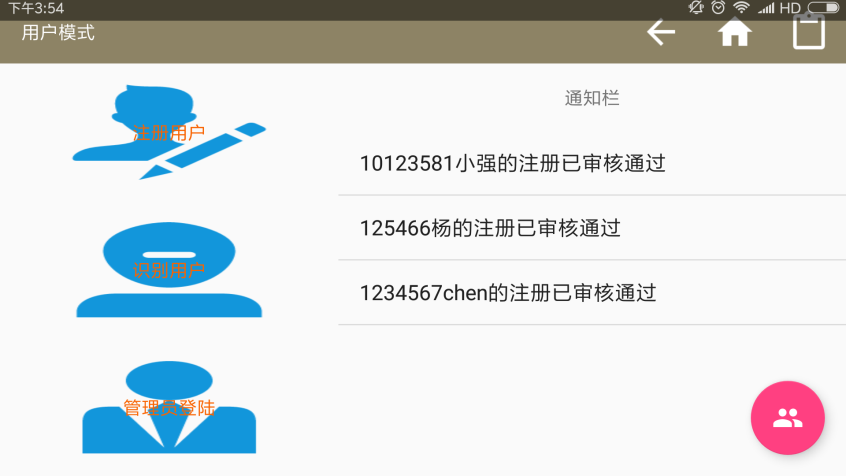 下午3:54
HD
用户模式
注册用户
识别用户
管理员登陆
通知栏
10123581小强的注册已审核通过
125466杨的注册已审核通过
1234567chen的注册已审核通过